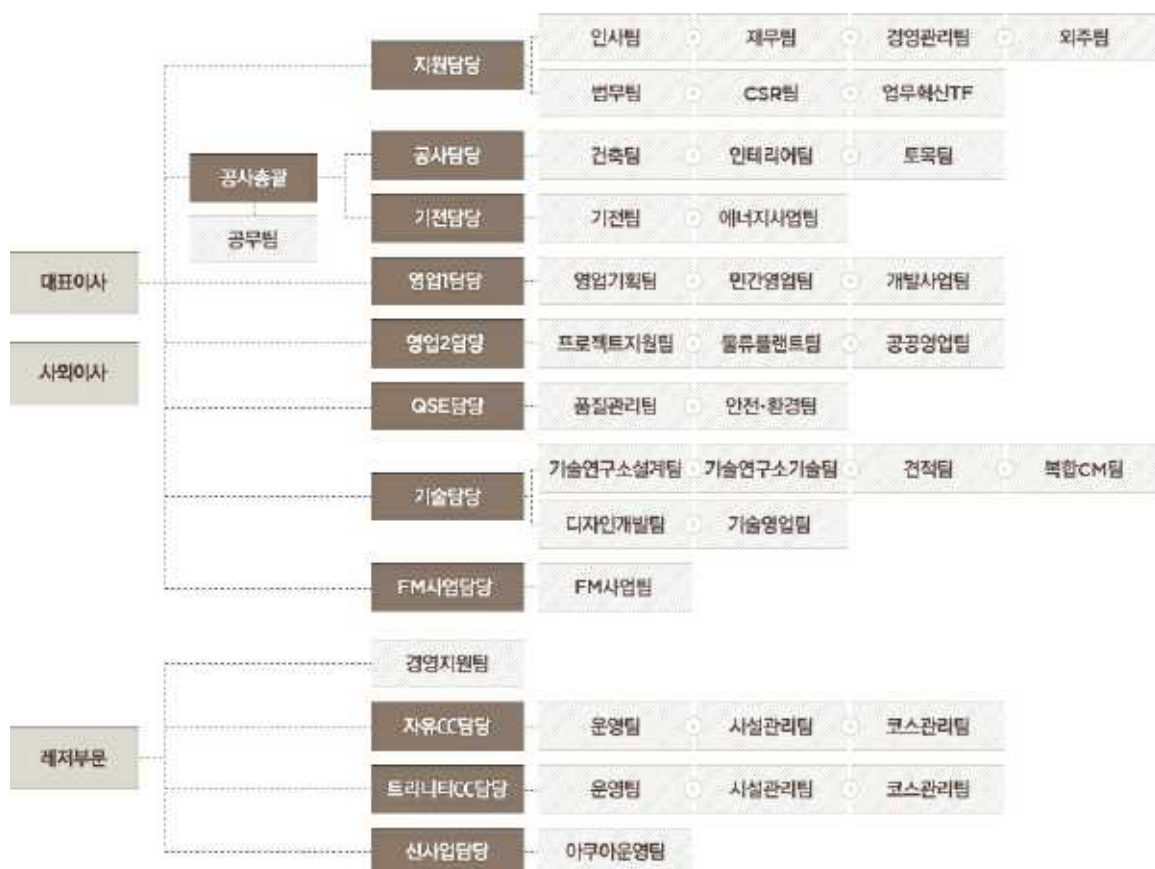 인사팀 재무팀 경영관리팀 외주팀
지원담당
법무팀 CSR팀 업무혁신TF
공사담당 건축팀 인테리어팀 토목팀
공사총괄
기전담당 기전팀 에너지사업팀
공무팀
대표이사 영업1담당 영업기획팀 민간영업팀 개발사업팀
영업2담당 프로젝트지원팀 물류플랜트팀 공공영업팀
사외이사
QSE담당 품질관리팀 안전·환경팀
기술연구소설계팀 기술연구소기술팀 견적팀 복합CM팀
기술담당
디자인개발팀 기술영업팀
FM사업담당 FM사업팀
경영지원팀
자유CC담당 운영팀 시설관리팀 코스관리팀
레저부문
트리니티CC담당 운영팀 시설관리팀 코스관리팀
신사업담당 아쿠아운영팀